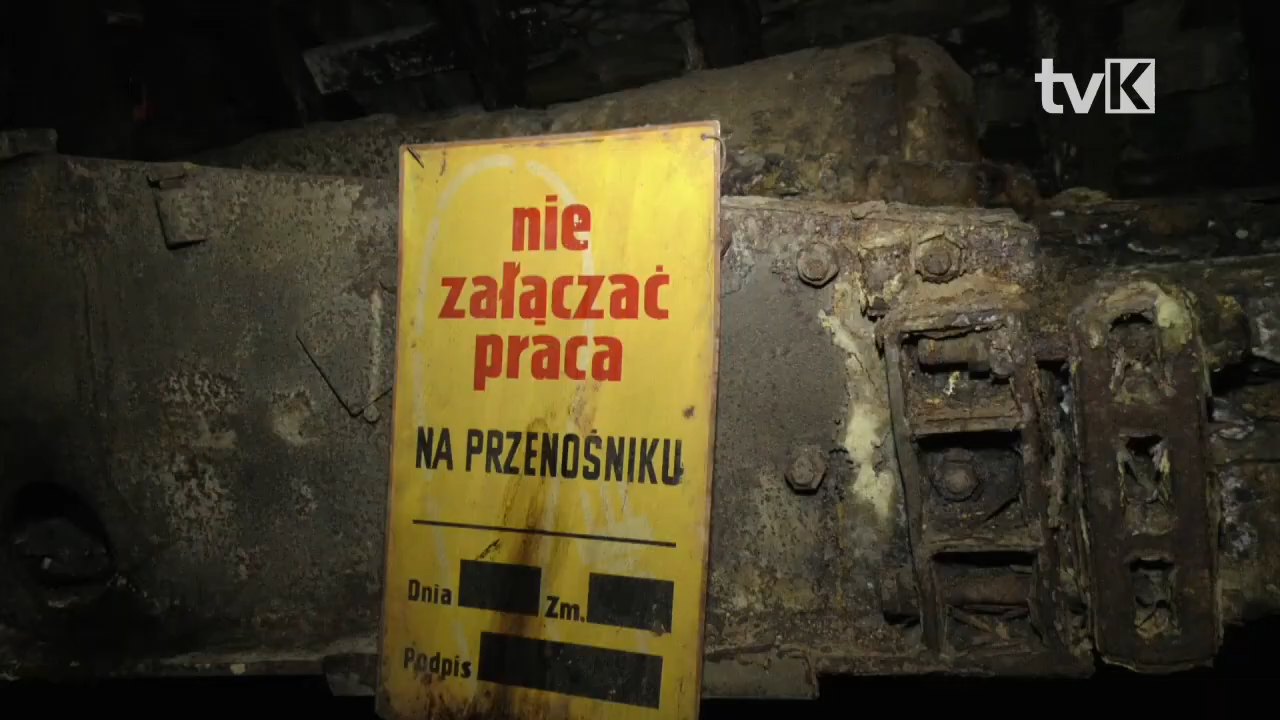 tvK
nie
załączać
praca
NA PRZENOŚNIKU
Dnia Zm.
Podpis